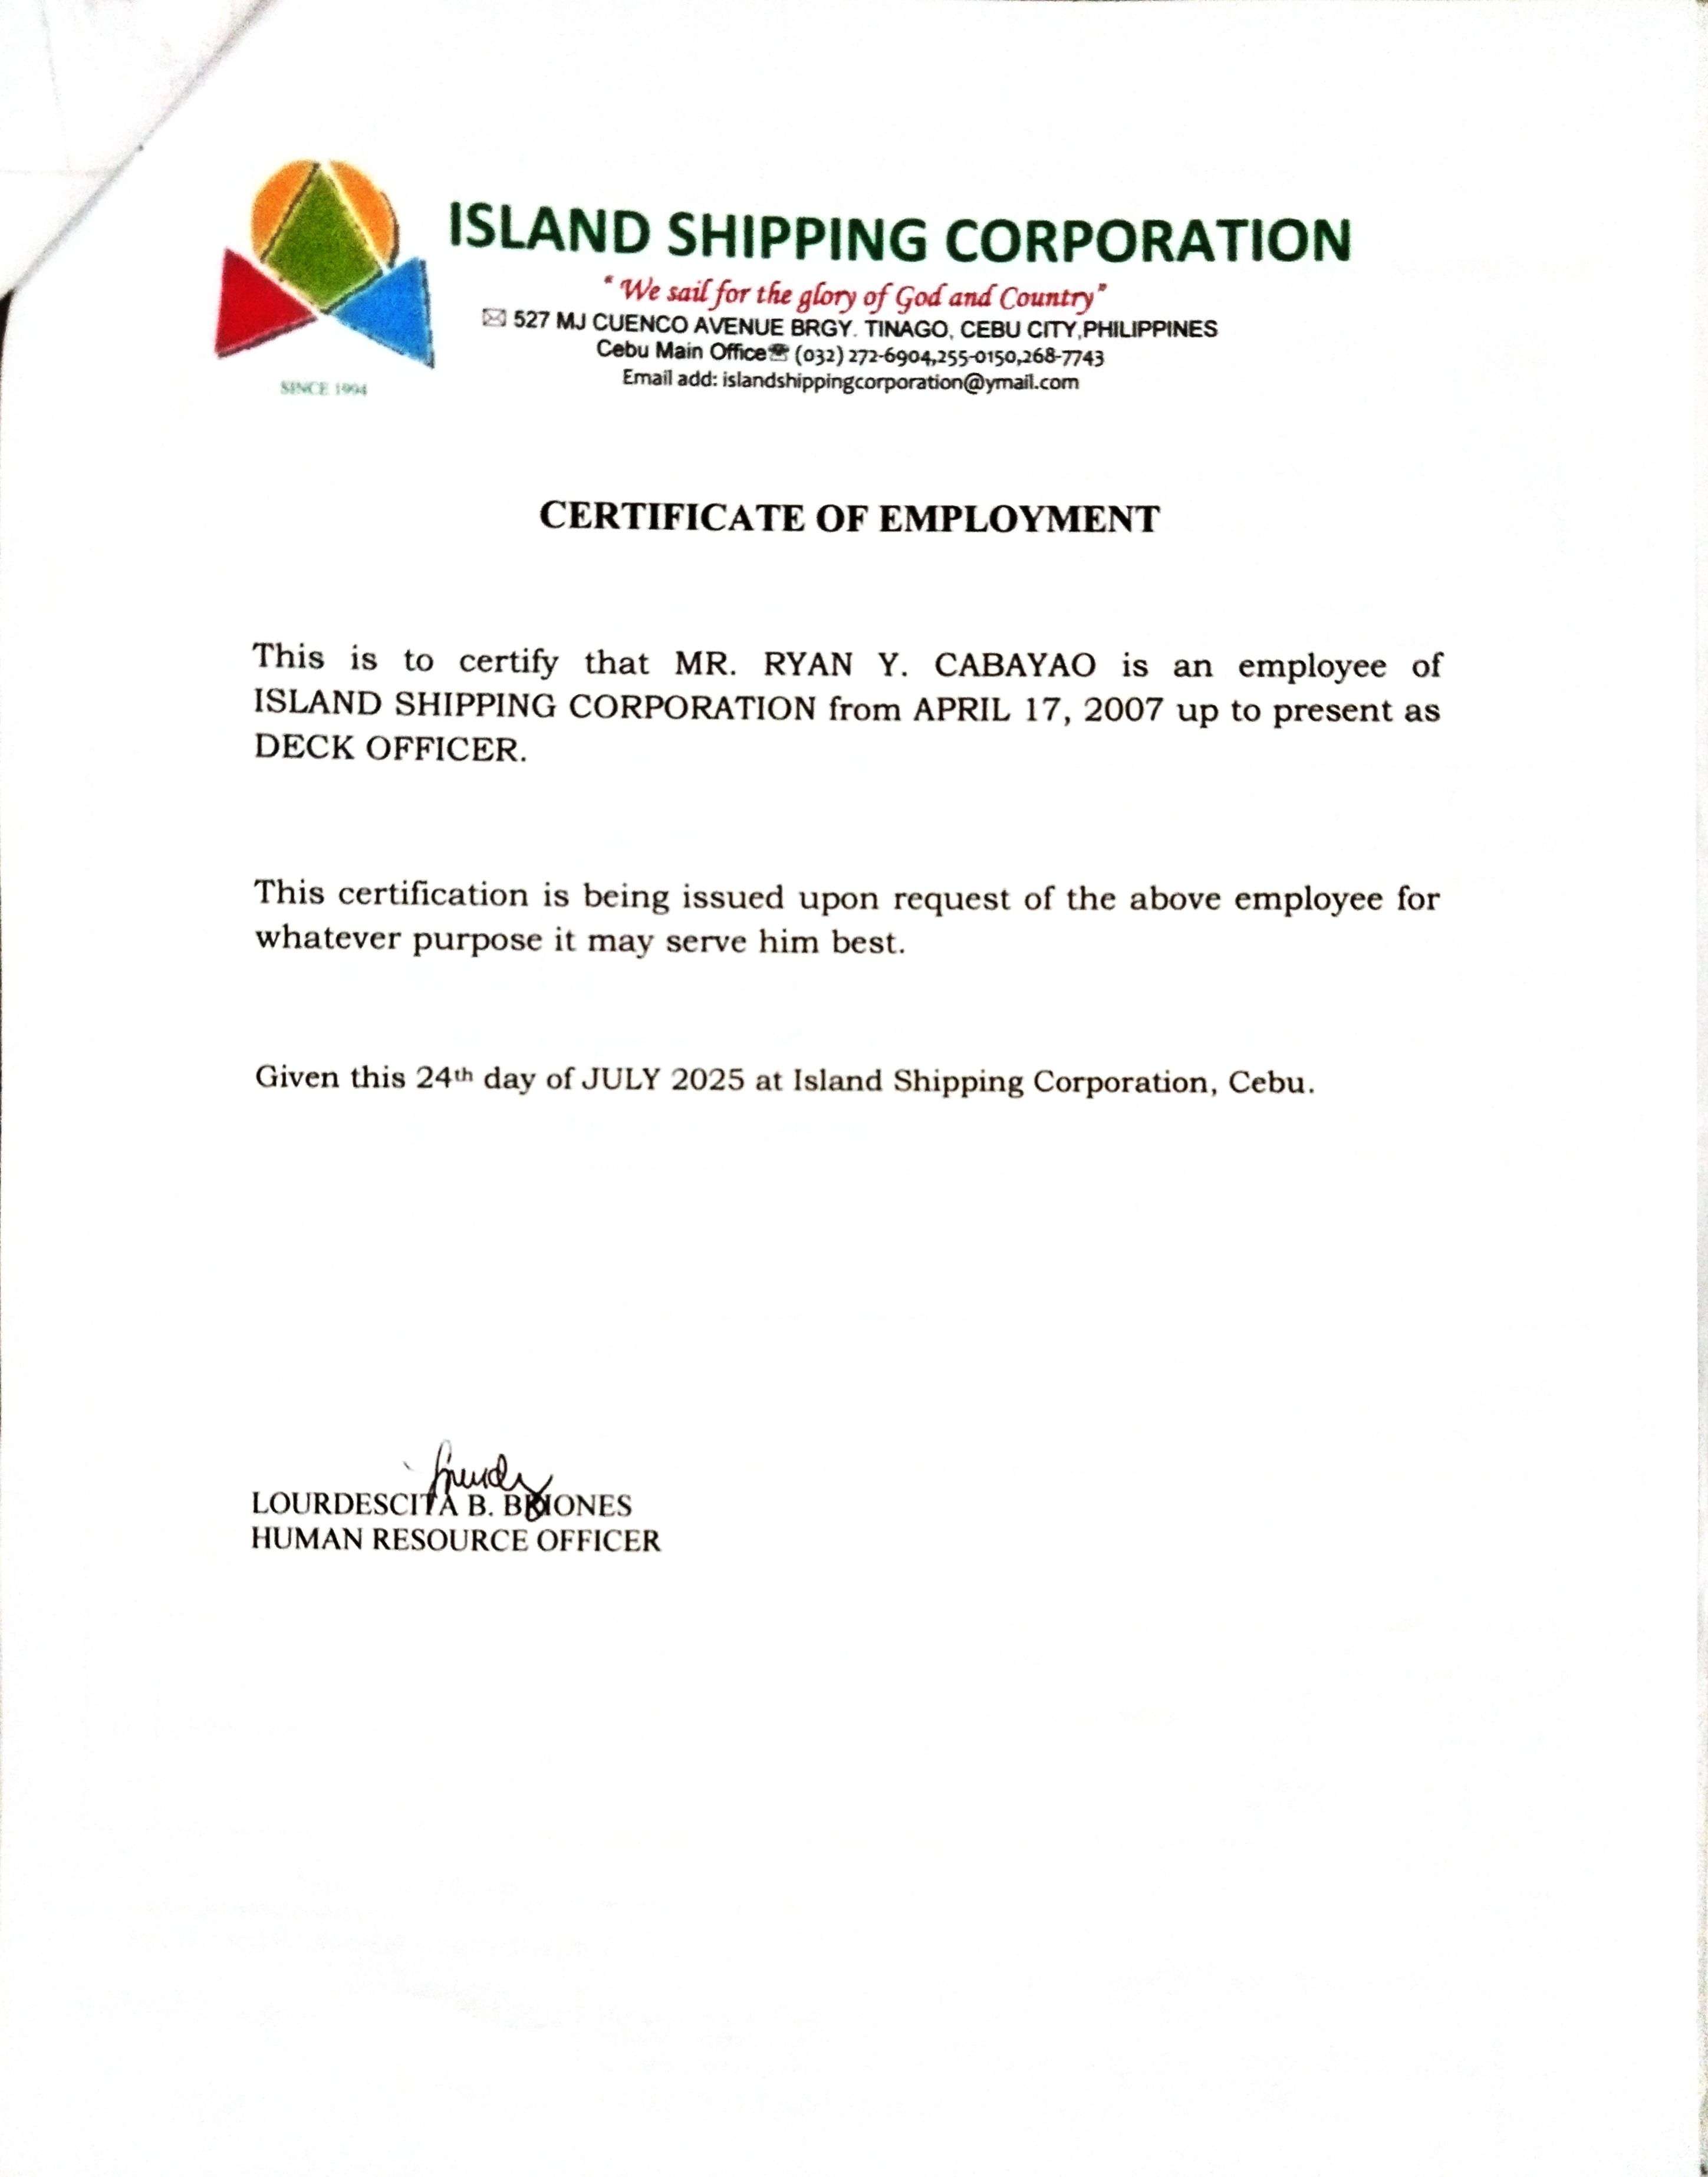 ISLAND SHIPPING CORPORATION
“ We sail for the glory of God and Country”
✉ 527 MJ CUENCO AVENUE BRGY. TINAGO, CEBU CITY,PHILIPPINES
Cebu Main Office☎ (032) 272-6904,255-0150,268-7743
Email add: islandshippingcorporation@ymail.com
SINCE 1994
CERTIFICATE OF EMPLOYMENT
This is to certify that MR. RYAN Y. CABAYAO is an employee of
ISLAND SHIPPING CORPORATION from APRIL 17, 2007 up to present as
DECK OFFICER.
This certification is being issued upon request of the above employee for
whatever purpose it may serve him best.
Given this 24th day of JULY 2025 at Island Shipping Corporation, Cebu.
LOURDESCITA B. BRIONES
HUMAN RESOURCE OFFICER